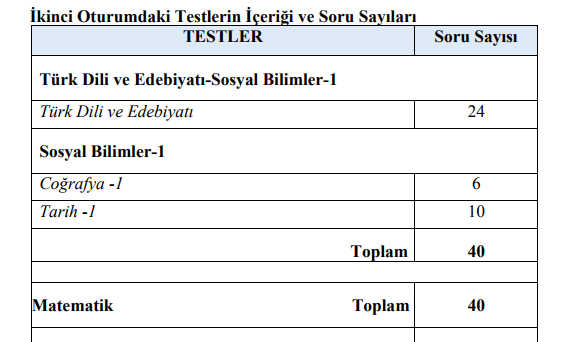 İkinci Oturumdaki Testlerin İçeriği ve Soru Sayıları
TESTLER Soru Sayısı
Türk Dili ve Edebiyatı-Sosyal Bilimler-1
Türk Dili ve Edebiyatı 24
Sosyal Bilimler-1
Coğrafya -1 6
Tarih -1 10
Toplam 40
Matematik Toplam 40